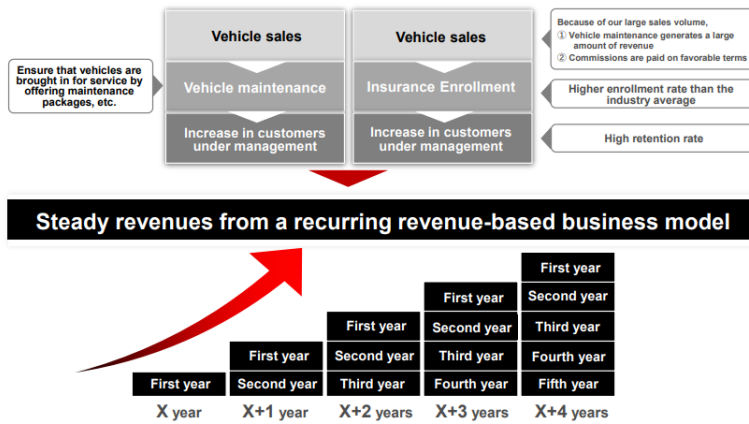 Vehicle sales
Vehicle sales
Because of our large sales volume,
① Vehicle maintenance generates a large
amount of revenue
② Commissions are paid on favorable terms
Ensure that vehicles are
brought in for service by
offering maintenance
packages, etc.
Vehicle maintenance
Insurance Enrollment
Higher enrollment rate than the
industry average
Increase in customers
under management
Increase in customers
under management
High retention rate
Steady revenues from a recurring revenue-based business model
First year
First year
Second year
First year
Second year
Third year
First year
Second year
Third year
Fourth year
First year
Second year
Third year
Fourth year
Fifth year
X year
X+1 year
X+2 years
X+3 years
X+4 years